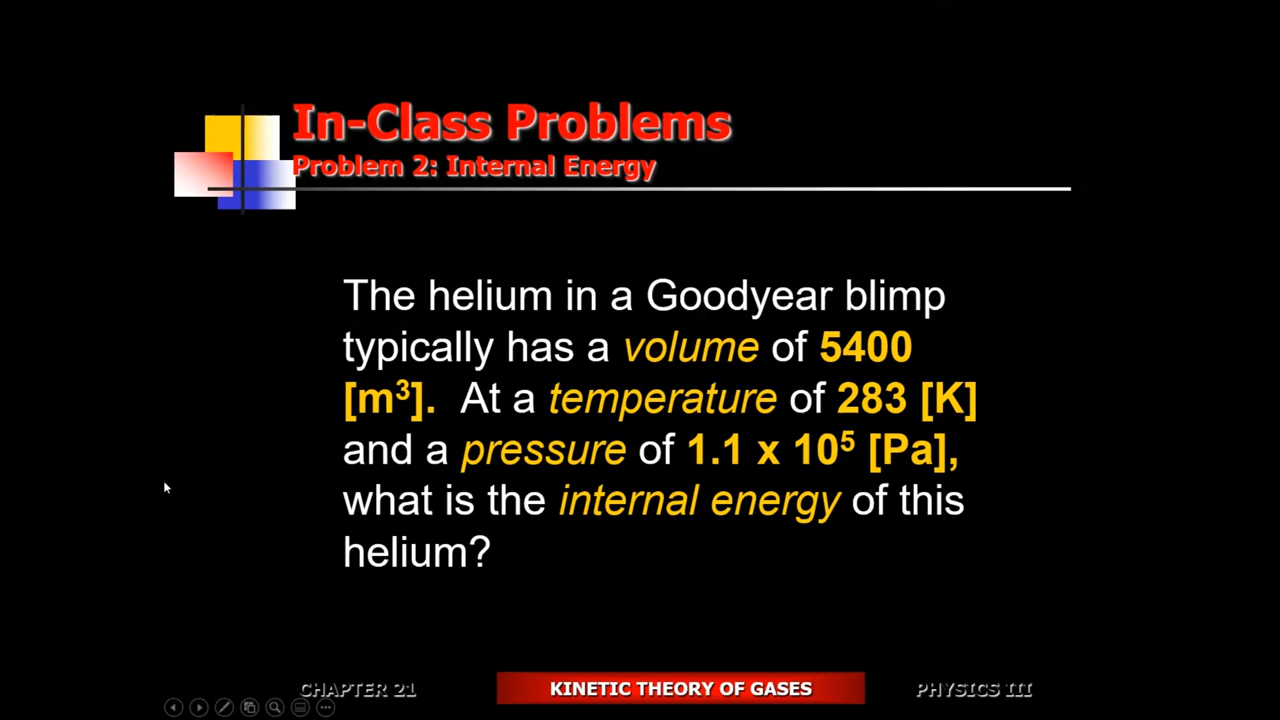 In-Class Problems
Problem 2: Internal Energy
The helium in a Goodyear blimp
typically has a volume of 5400
[m³]. At a temperature of 283 [K]
and a pressure of 1.1 x 10⁵ [Pa],
what is the internal energy of this
helium?
CHAPTER 21
KINETIC THEORY OF GASES
PHYSICS III